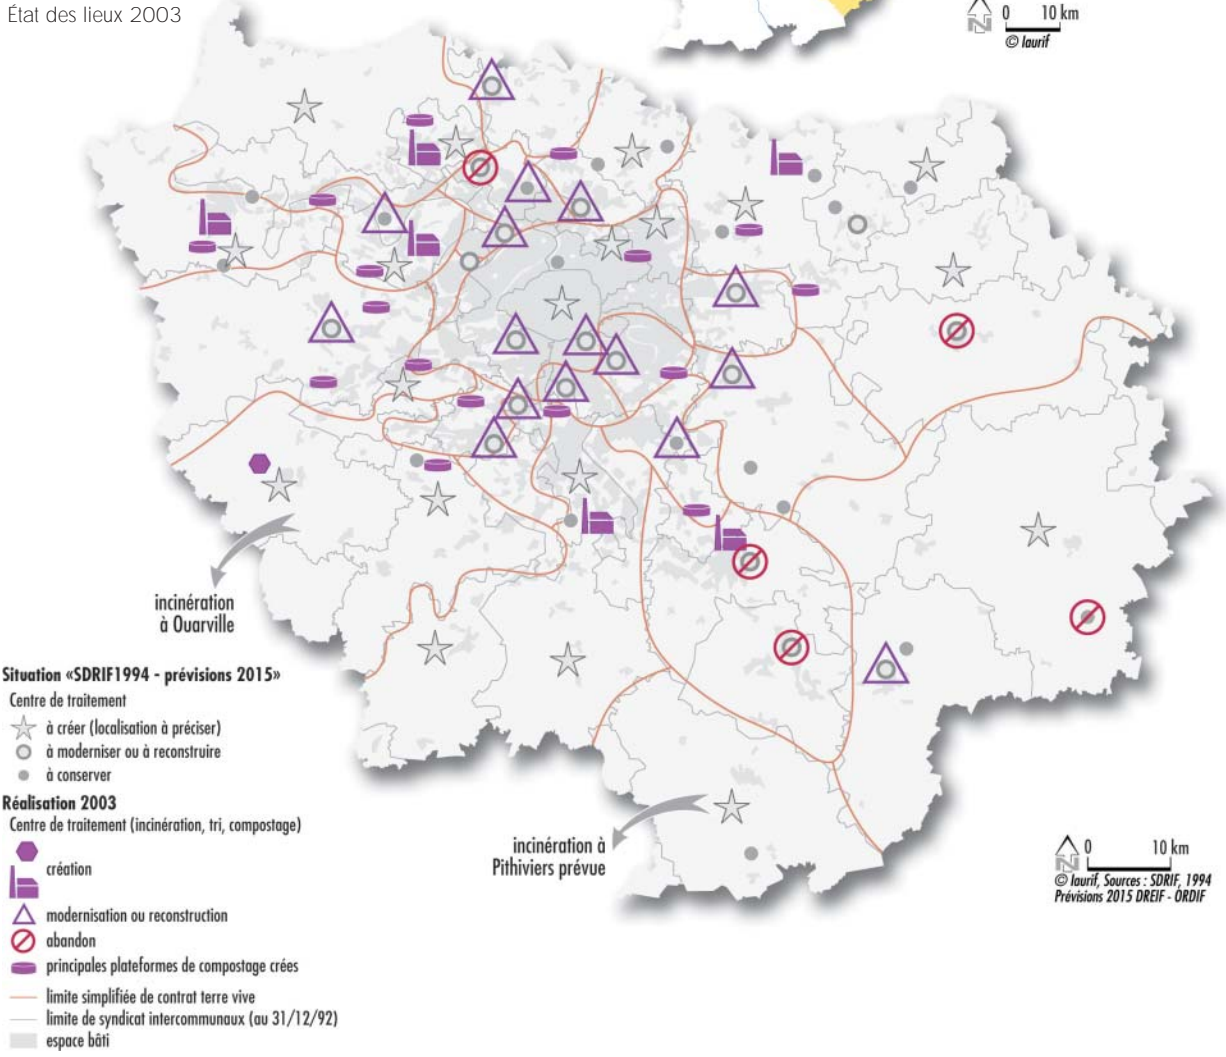 État des lieux 2003
N
0 10 km
© Iaurif
incinération
à Ouarville
Situation «SDRIF1994 - prévisions 2015»
Centre de traitement
à créer (localisation à préciser)
à moderniser ou à reconstruire
à conserver
Réalisation 2003
Centre de traitement (incinération, tri, compostage)
création
modernisation ou reconstruction
abandon
principales plateformes de compostage crées
limite simplifiée de contrat terre vive
limite de syndicat intercommunaux (au 31/12/92)
espace bâti
incinération à
Pithiviers prévue
N
0 10 km
© Iaurif, Sources : SDRIF, 1994
Prévisions 2015 DREIF - ORDIF